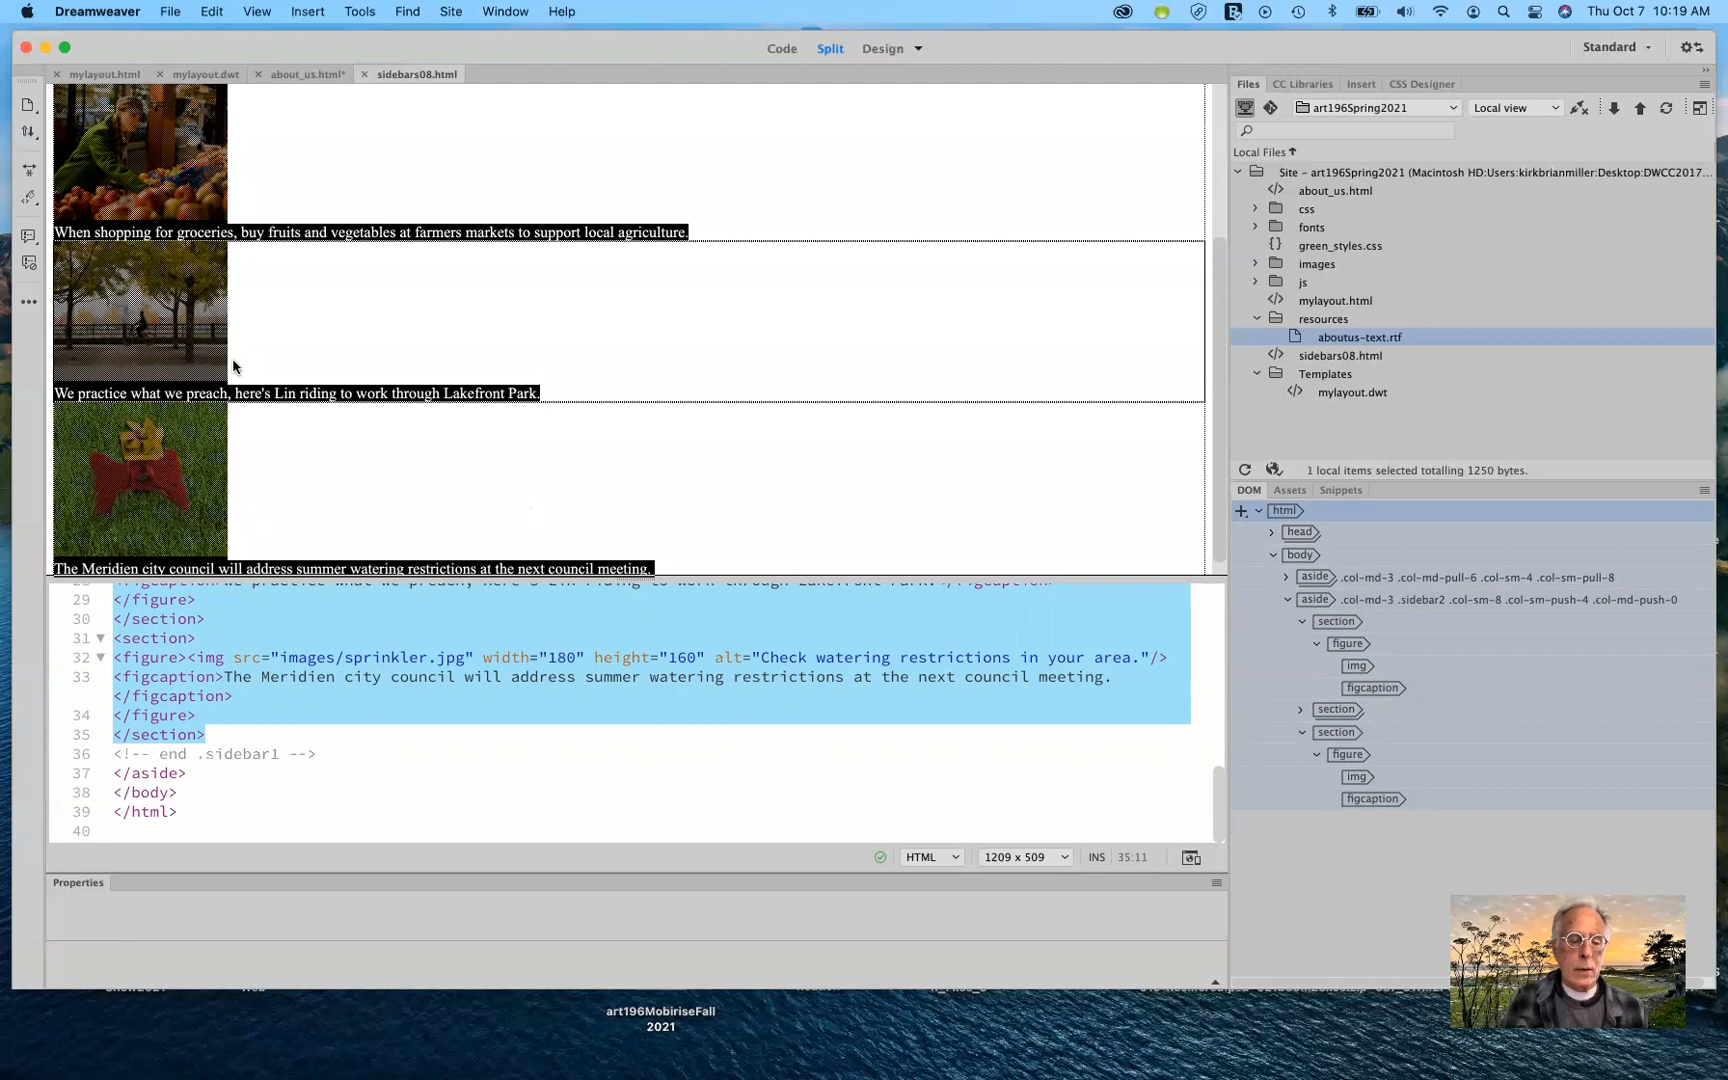 Dreamweaver File Edit View Insert Tools Find Site Window Help Thu Oct 7 10:19 AM
Code Split Design Standard
mylayout.html mylayout.dwt about_us.html* sidebars08.html
When shopping for groceries, buy fruits and vegetables at farmers markets to support local agriculture.
We practice what we preach, here's Lin riding to work through Lakefront Park.
The Meridien city council will address summer watering restrictions at the next council meeting.
29 </figure>
30 </section>
31 <section>
32 <figure><img src="images/sprinkler.jpg" width="180" height="160" alt="Check watering restrictions in your area."/>
33 <figcaption>The Meridien city council will address summer watering restrictions at the next council meeting.
</figcaption>
34 </figure>
35 </section>
36 <!-- end .sidebar1 -->
37 </aside>
38 </body>
39 </html>
40
HTML 1209 x 509 INS 35:11
Properties
Files CC Libraries Insert CSS Designer
art196Spring2021 Local view
Local Files
Site - art196Spring2021 (Macintosh HD:Users:kirkbrianmiller:Desktop:DWCC2017...
about_us.html
css
fonts
green_styles.css
images
js
mylayout.html
resources
aboutus-text.rtf
sidebars08.html
Templates
mylayout.dwt
1 local items selected totalling 1250 bytes.
DOM Assets Snippets
html
head
body
aside .col-md-3 .col-md-pull-6 .col-sm-4 .col-sm-pull-8
aside .col-md-3 .sidebar2 .col-sm-8 .col-sm-push-4 .col-md-push-0
section
figure
img
figcaption
section
section
figure
img
figcaption
art196MobiriseFall
2021